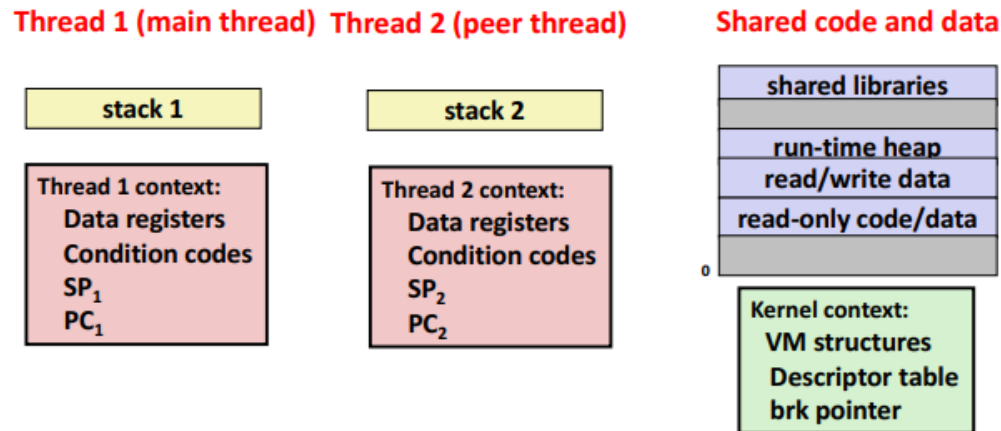 Thread 1 (main thread) Thread 2 (peer thread) Shared code and data
stack 1
Thread 1 context:
Data registers
Condition codes
SP1
PC1
stack 2
Thread 2 context:
Data registers
Condition codes
SP2
PC2
shared libraries
run-time heap
read/write data
read-only code/data
0
Kernel context:
VM structures
Descriptor table
brk pointer